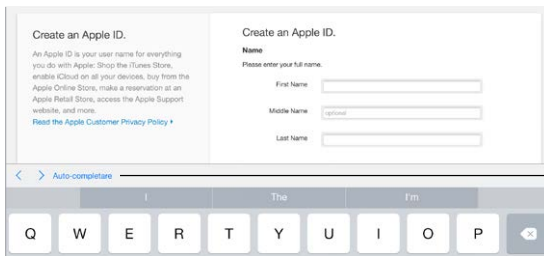 Create an Apple ID.
An Apple ID is your user name for everything
you do with Apple: Shop the iTunes Store,
enable iCloud on all your devices, buy from the
Apple Online Store, make a reservation at an
Apple Retail Store, access the Apple Support
website, and more.
Read the Apple Customer Privacy Policy
Create an Apple ID.
Name
Please enter your full name.
First Name
Middle Name
optional
Last Name
Auto-completare
I
The
I'm
Q W E R T Y U I O P